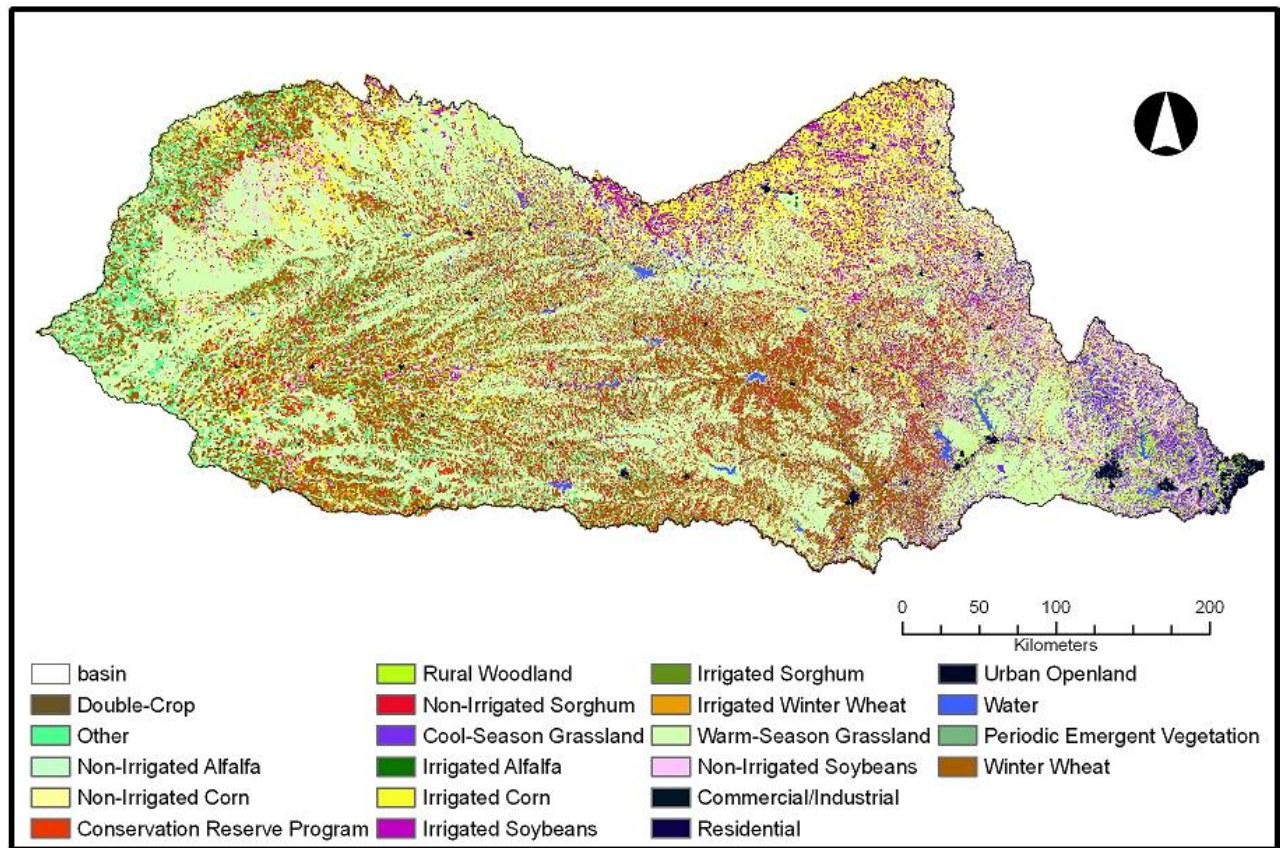 0 50 100 200
Kilometers
basin
Double-Crop
Other
Non-Irrigated Alfalfa
Non-Irrigated Corn
Conservation Reserve Program
Rural Woodland
Non-Irrigated Sorghum
Cool-Season Grassland
Irrigated Alfalfa
Irrigated Corn
Irrigated Soybeans
Irrigated Sorghum
Irrigated Winter Wheat
Warm-Season Grassland
Non-Irrigated Soybeans
Commercial/Industrial
Residential
Urban Openland
Water
Periodic Emergent Vegetation
Winter Wheat